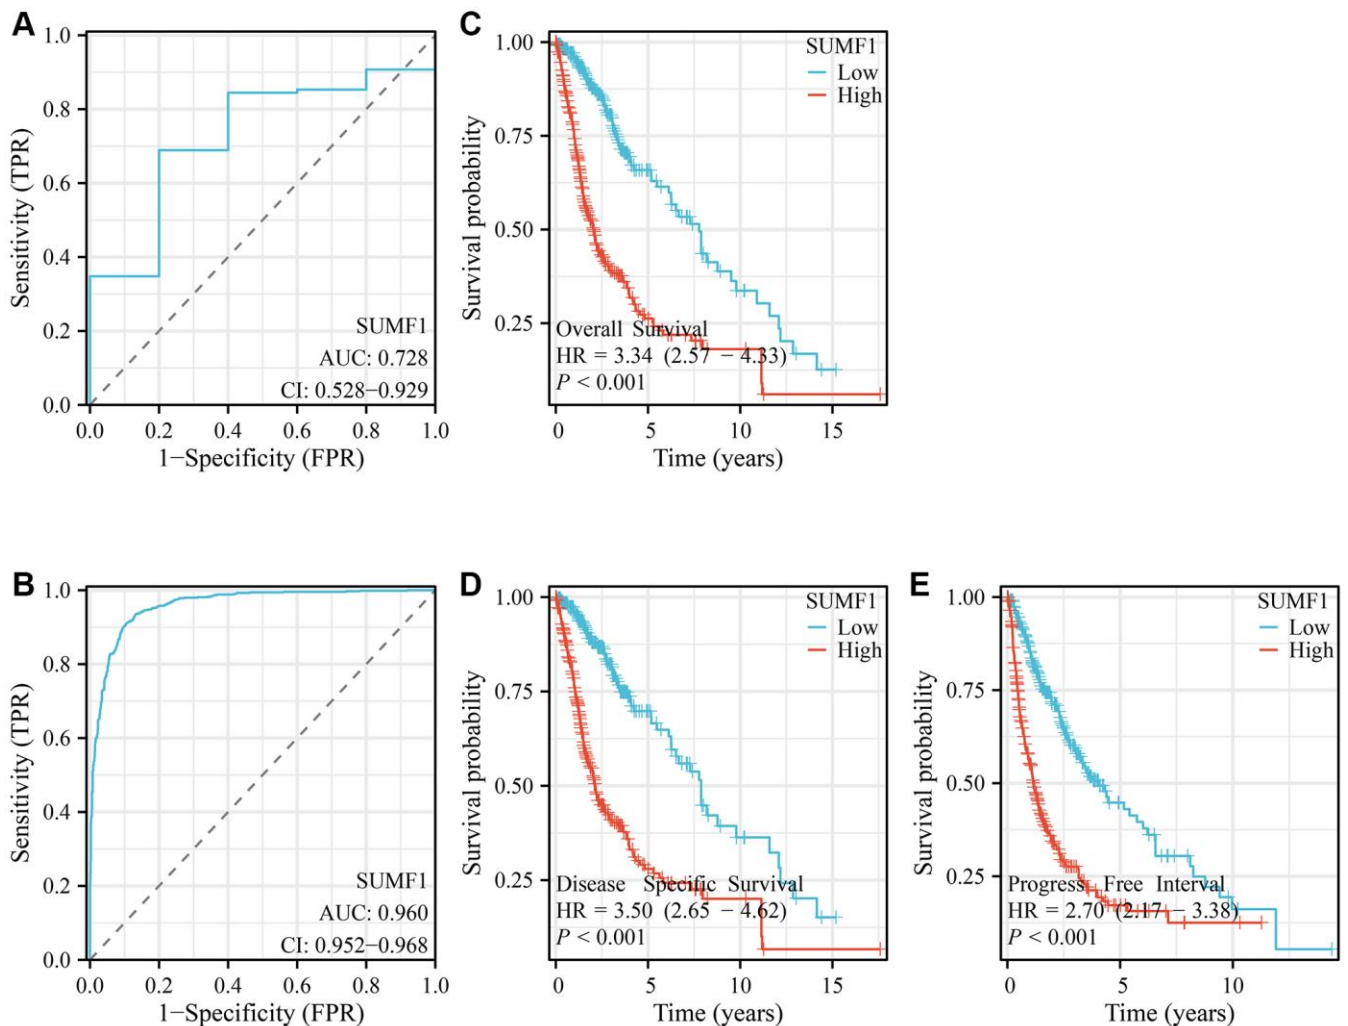 A
1.0
0.8
0.6
0.4
0.2
0.0
Sensitivity (TPR)
SUMF1
AUC: 0.728
CI: 0.528−0.929
0.0 0.2 0.4 0.6 0.8 1.0
1−Specificity (FPR)
C
1.00
0.75
0.50
0.25
Survival probability
SUMF1
Low
High
Overall Survival
HR = 3.34 (2.57 − 4.33)
P < 0.001
0 5 10 15
Time (years)
B
1.0
0.8
0.6
0.4
0.2
0.0
Sensitivity (TPR)
SUMF1
AUC: 0.960
CI: 0.952−0.968
0.0 0.2 0.4 0.6 0.8 1.0
1−Specificity (FPR)
D
1.00
0.75
0.50
0.25
Survival probability
SUMF1
Low
High
Disease Specific Survival
HR = 3.50 (2.65 − 4.62)
P < 0.001
0 5 10 15
Time (years)
E
1.00
0.75
0.50
0.25
Survival probability
SUMF1
Low
High
Progress Free Interval
HR = 2.70 (2.17 − 3.38)
P < 0.001
0 5 10
Time (years)